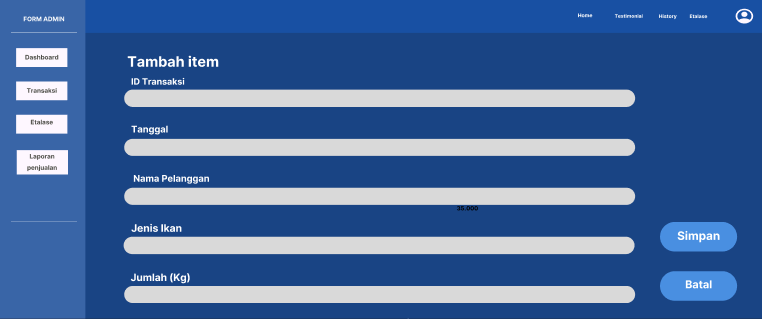 FORM ADMIN
Home
Testimonial
History
Etalase
Dashboard
Transaksi
Etalase
Laporan
penjualan
Tambah item
ID Transaksi
Tanggal
Nama Pelanggan
35.000
Jenis Ikan
Jumlah (Kg)
Simpan
Batal